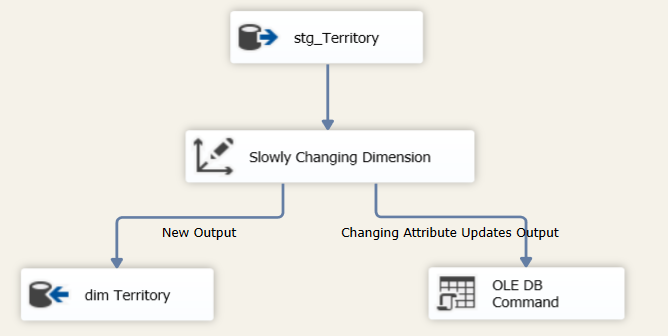 stg_Territory
Slowly Changing Dimension
New Output
Changing Attribute Updates Output
dim Territory
OLE DB
Command